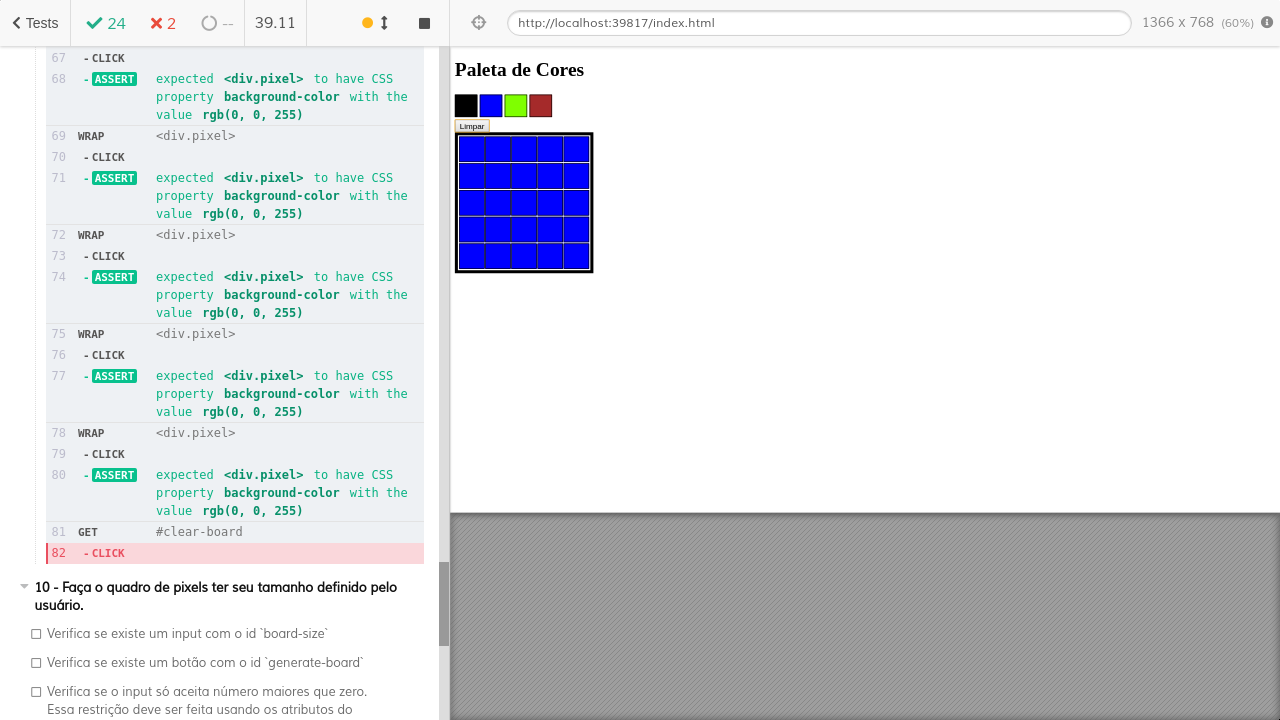 Tests 24 2 -- 39.11 http://localhost:39817/index.html 1366 x 768 (60%)
67 - CLICK
68 - ASSERT expected <div.pixel> to have CSS
property background-color with the
value rgb(0, 0, 255)
69 WRAP <div.pixel>
70 - CLICK
71 - ASSERT expected <div.pixel> to have CSS
property background-color with the
value rgb(0, 0, 255)
72 WRAP <div.pixel>
73 - CLICK
74 - ASSERT expected <div.pixel> to have CSS
property background-color with the
value rgb(0, 0, 255)
75 WRAP <div.pixel>
76 - CLICK
77 - ASSERT expected <div.pixel> to have CSS
property background-color with the
value rgb(0, 0, 255)
78 WRAP <div.pixel>
79 - CLICK
80 - ASSERT expected <div.pixel> to have CSS
property background-color with the
value rgb(0, 0, 255)
81 GET #clear-board
82 - CLICK
10 - Faça o quadro de pixels ter seu tamanho definido pelo
usuário.
Verifica se existe um input com o id `board-size`
Verifica se existe um botão com o id `generate-board`
Verifica se o input só aceita número maiores que zero.
Essa restrição deve ser feita usando os atributos do
Paleta de Cores
Limpar